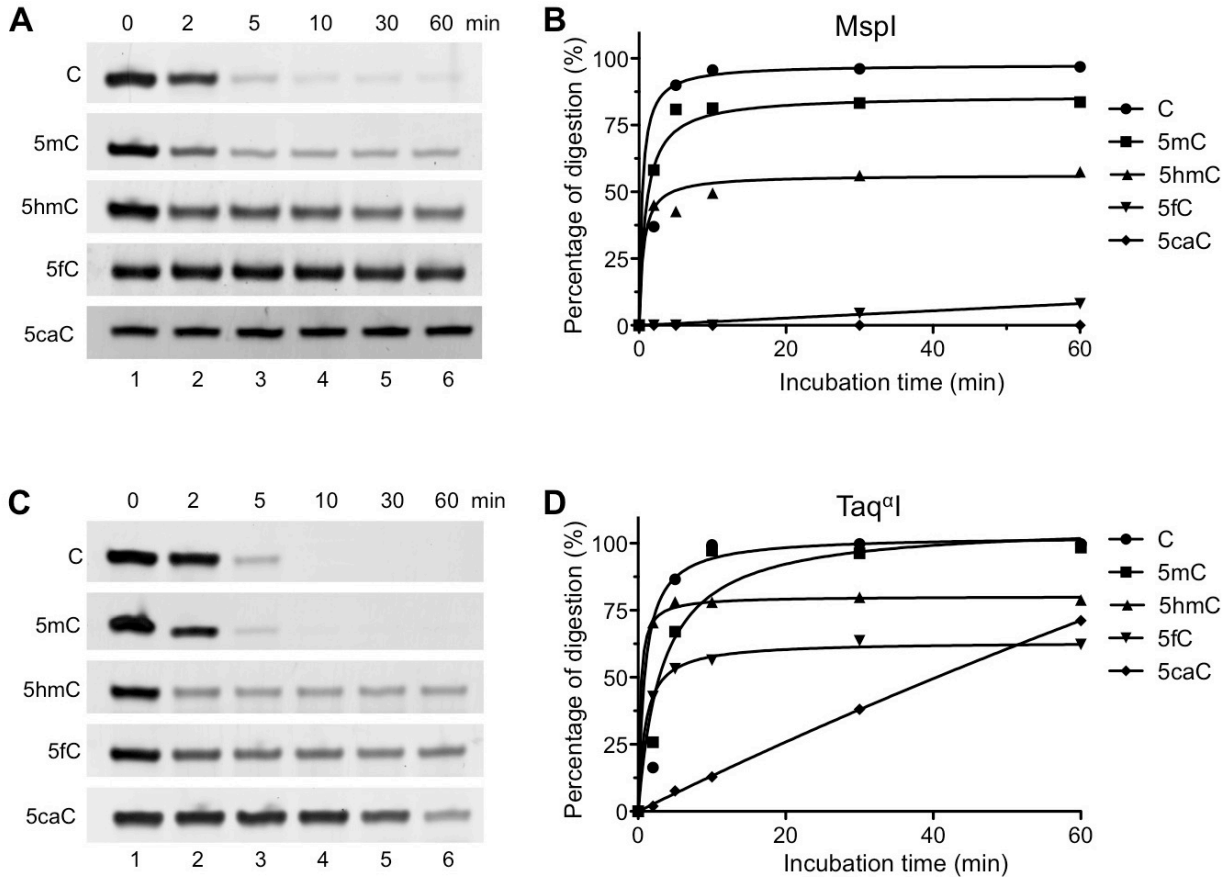 A
0 2 5 10 30 60 min
C
5mC
5hmC
5fC
5caC
1 2 3 4 5 6
B
MspI
Percentage of digestion (%)
100
75
50
25
0
0 20 40 60
Incubation time (min)
C
5mC
5hmC
5fC
5caC
C
0 2 5 10 30 60 min
C
5mC
5hmC
5fC
5caC
1 2 3 4 5 6
D
TaqᵅI
Percentage of digestion (%)
100
75
50
25
0
0 20 40 60
Incubation time (min)
C
5mC
5hmC
5fC
5caC